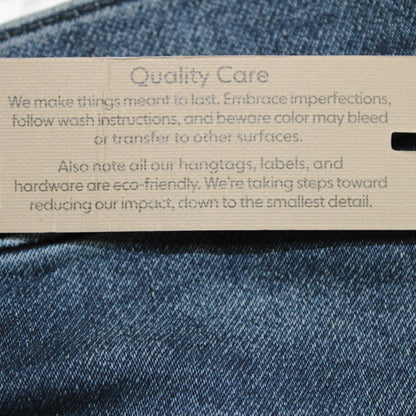 Quality Care
We make things meant to last. Embrace imperfections,
follow wash instructions, and beware color may bleed
or transfer to other surfaces.
Also note all our hangtags, labels, and
hardware are eco-friendly. We're taking steps toward
reducing our impact, down to the smallest detail.